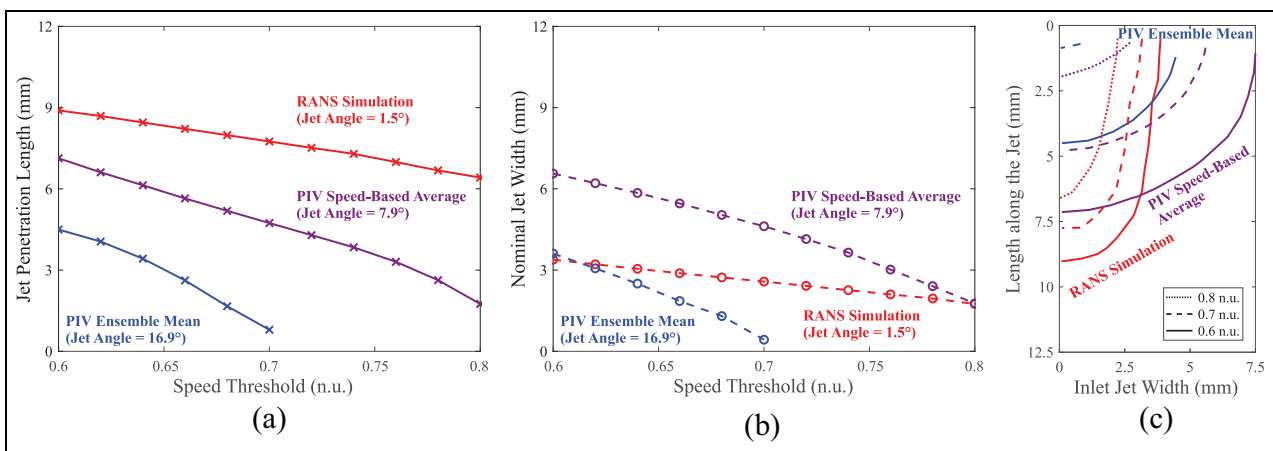 12
9
6
3
0
Jet Penetration Length (mm)
RANS Simulation
(Jet Angle = 1.5°)
PIV Speed-Based Average
(Jet Angle = 7.9°)
PIV Ensemble Mean
(Jet Angle = 16.9°)
0.6
0.65
0.7
0.75
0.8
Speed Threshold (n.u.)
(a)
12
9
6
3
0
Nominal Jet Width (mm)
PIV Speed-Based Average
(Jet Angle = 7.9°)
PIV Ensemble Mean
(Jet Angle = 16.9°)
RANS Simulation
(Jet Angle = 1.5°)
0.6
0.65
0.7
0.75
0.8
Speed Threshold (n.u.)
(b)
0
2.5
5
7.5
10
12.5
Length along the Jet (mm)
PIV Ensemble
Mean
PIV Speed-Based
Average
RANS Simulation
0.8 n.u.
0.7 n.u.
0.6 n.u.
0
2.5
5
7.5
Inlet Jet Width (mm)
(c)